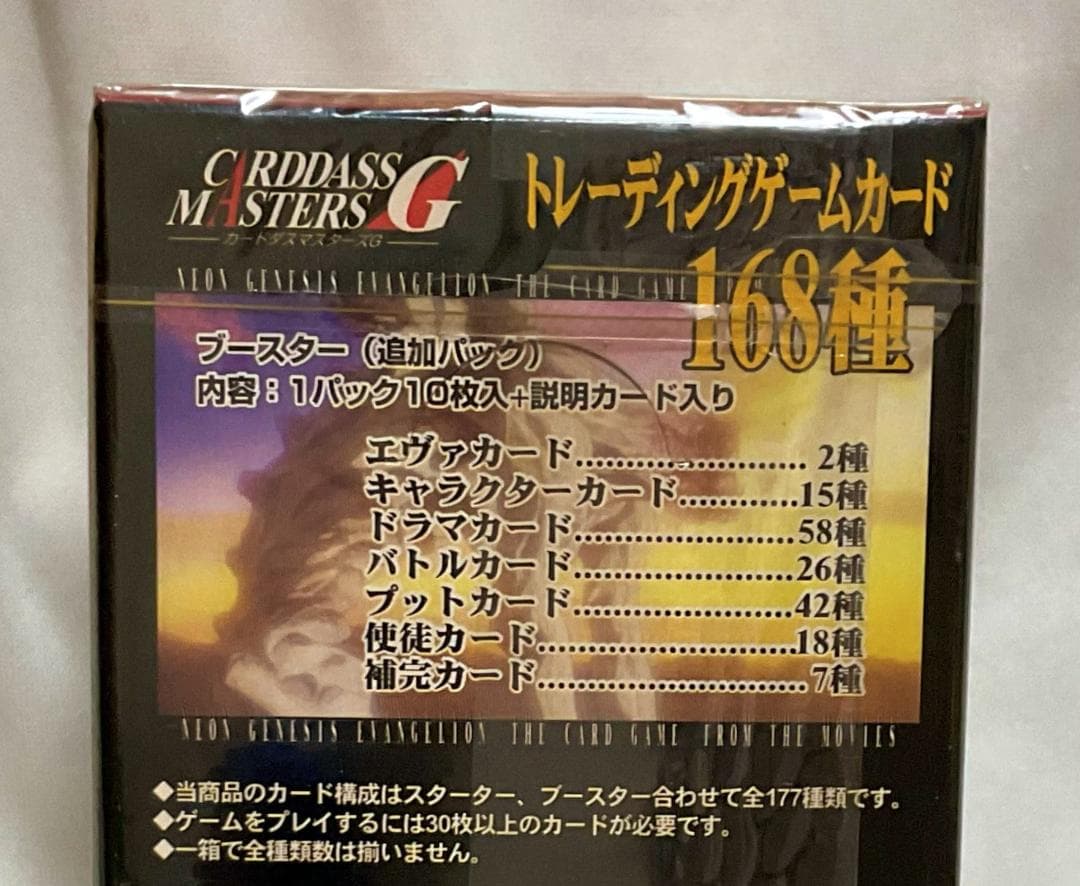 CARDDASS
MASTERS G
カードダスマスターズG
トレーディングゲームカード
168種
NEON GENESIS EVANGELION THE CARD GAME
ブースター（追加パック）
内容：1パック10枚入+説明カード入り
エヴァカード........................ 2種
キャラクターカード.............15種
ドラマカード........................58種
バトルカード........................26種
プットカード........................42種
使徒カード...........................18種
補完カード........................... 7種
NEON GENESIS EVANGELION THE CARD GAME FROM THE MOVIES
◆当商品のカード構成はスターター、ブースター合わせて全177種類です。
◆ゲームをプレイするには30枚以上のカードが必要です。
◆一箱で全種類数は揃いません。